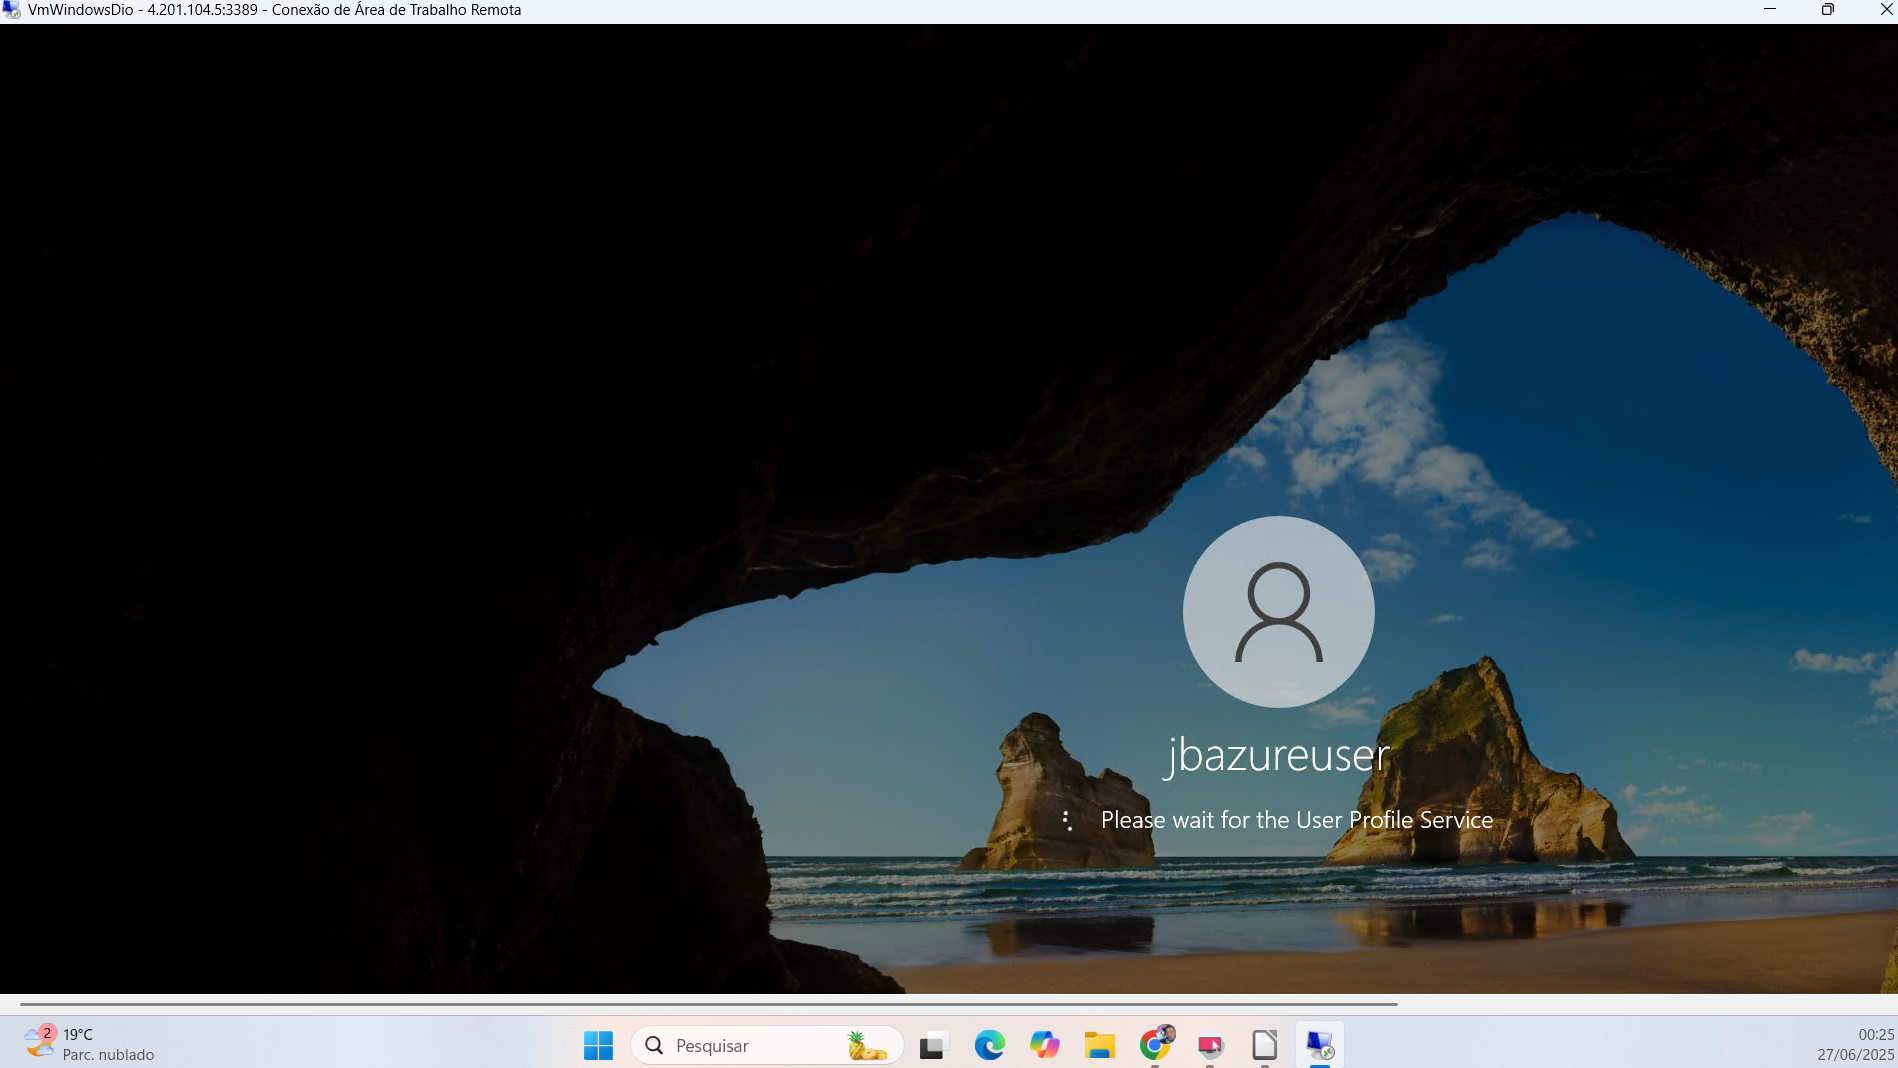 VmWindowsDio - 4.201.104.5:3389 - Conexão de Área de Trabalho Remota
jbazureuser
Please wait for the User Profile Service
2
19°C
Parc. nublado
Pesquisar
00:25
27/06/2025